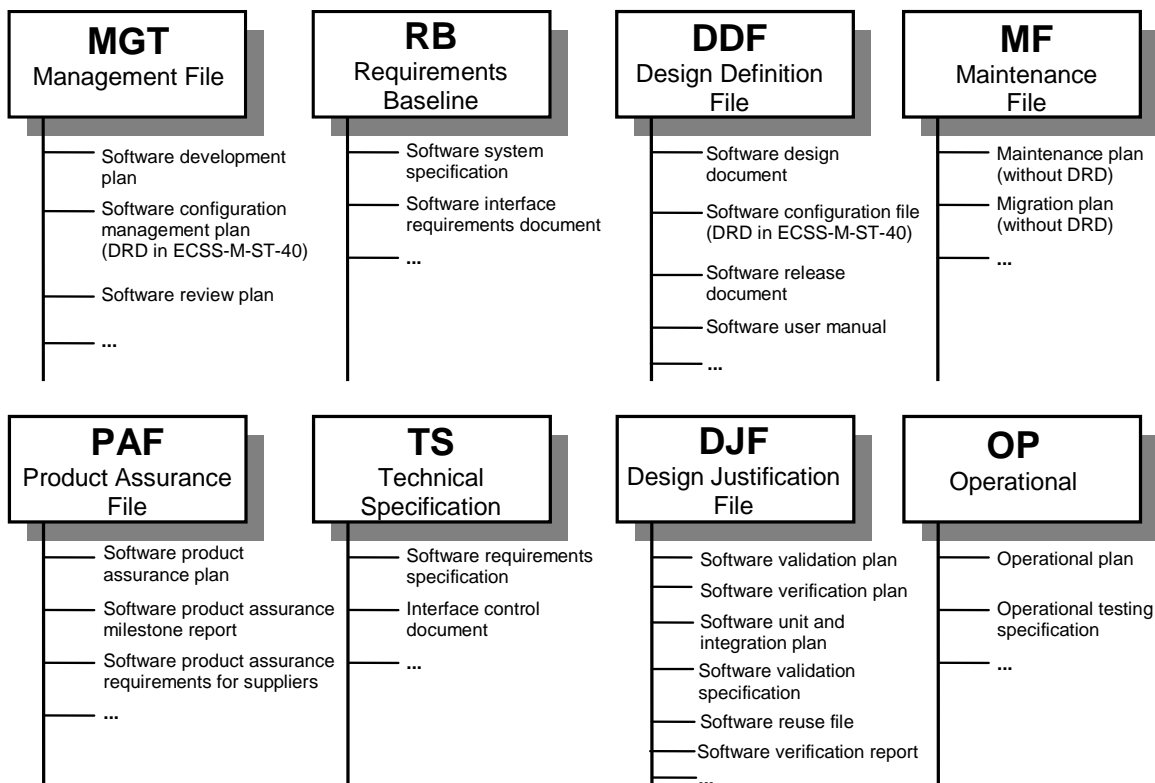 MGT
Management File
Software development
plan
Software configuration
management plan
(DRD in ECSS-M-ST-40)
Software review plan
...
RB
Requirements
Baseline
Software system
specification
Software interface
requirements document
...
DDF
Design Definition
File
Software design
document
Software configuration file
(DRD in ECSS-M-ST-40)
Software release
document
Software user manual
...
MF
Maintenance
File
Maintenance plan
(without DRD)
Migration plan
(without DRD)
...
PAF
Product Assurance
File
Software product
assurance plan
Software product assurance
milestone report
Software product assurance
requirements for suppliers
...
TS
Technical
Specification
Software requirements
specification
Interface control
document
...
DJF
Design Justification
File
Software validation plan
Software verification plan
Software unit and
integration plan
Software validation
specification
Software reuse file
Software verification report
...
OP
Operational
Operational plan
Operational testing
specification
...